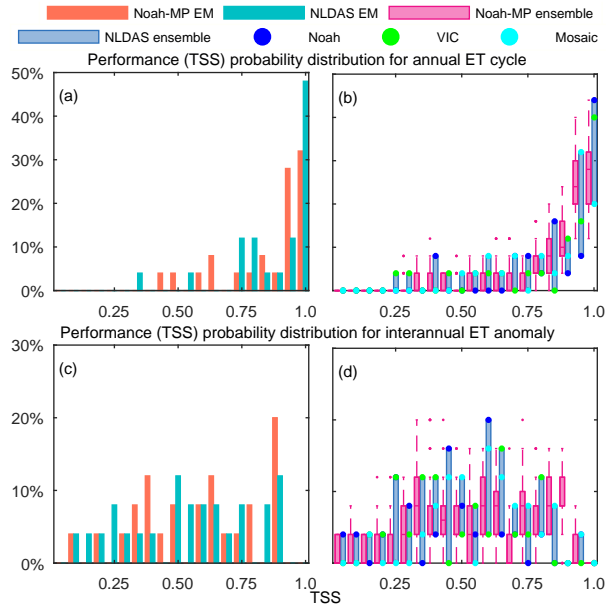 Noah-MP EM NLDAS EM Noah-MP ensemble
NLDAS ensemble Noah VIC Mosaic
Performance (TSS) probability distribution for annual ET cycle
50%
40%
30%
20%
10%
0%
(a)
(b)
0.25 0.50 0.75 1.0
0.25 0.50 0.75 1.0
Performance (TSS) probability distribution for interannual ET anomaly
30%
20%
10%
0%
(c)
(d)
0.25 0.50 0.75 1.0
0.25 0.50 0.75 1.0
TSS